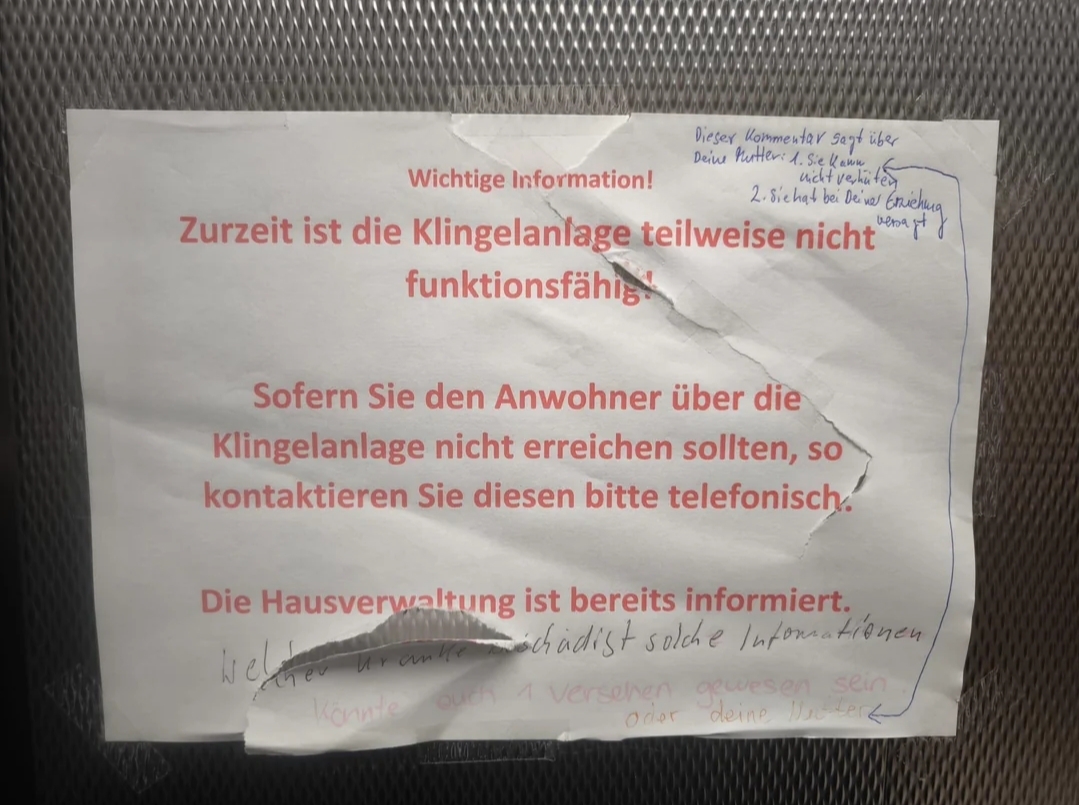 Dieser Kommentar sagt über
Deine Mutter: 1. Sie kann
nicht verhüten
2. Sie hat bei Deiner Erziehung
versagt
Wichtige Information!
Zurzeit ist die Klingelanlage teilweise nicht
funktionsfähig!
Sofern Sie den Anwohner über die
Klingelanlage nicht erreichen sollten, so
kontaktieren Sie diesen bitte telefonisch.
Die Hausverwaltung ist bereits informiert.
Welcher Kranke schädigt solche Informationen
Könnte auch 1 Versehen gewesen sein
oder deine Mutter